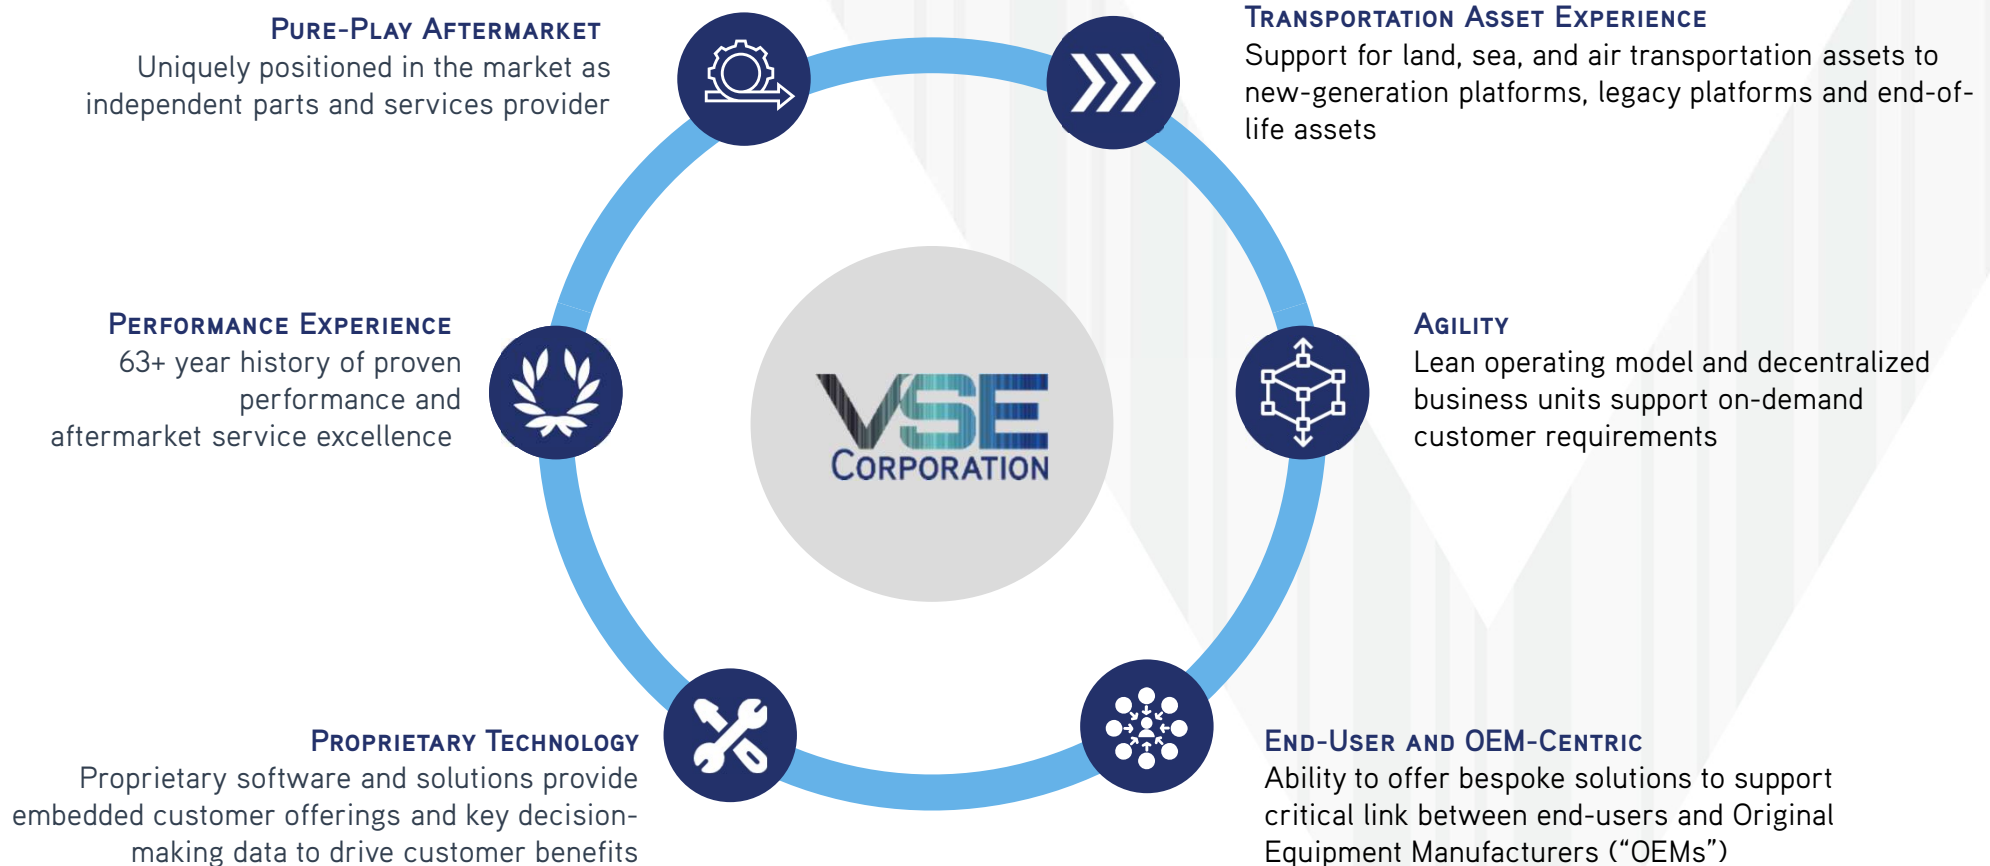 PURE-PLAY AFTERMARKET
Uniquely positioned in the market as
independent parts and services provider
TRANSPORTATION ASSET EXPERIENCE
Support for land, sea, and air transportation assets to
new-generation platforms, legacy platforms and end-of-
life assets
PERFORMANCE EXPERIENCE
63+ year history of proven
performance and
aftermarket service excellence
VSE
CORPORATION
AGILITY
Lean operating model and decentralized
business units support on-demand
customer requirements
PROPRIETARY TECHNOLOGY
Proprietary software and solutions provide
embedded customer offerings and key decision-
making data to drive customer benefits
END-USER AND OEM-CENTRIC
Ability to offer bespoke solutions to support
critical link between end-users and Original
Equipment Manufacturers (“OEMs”)